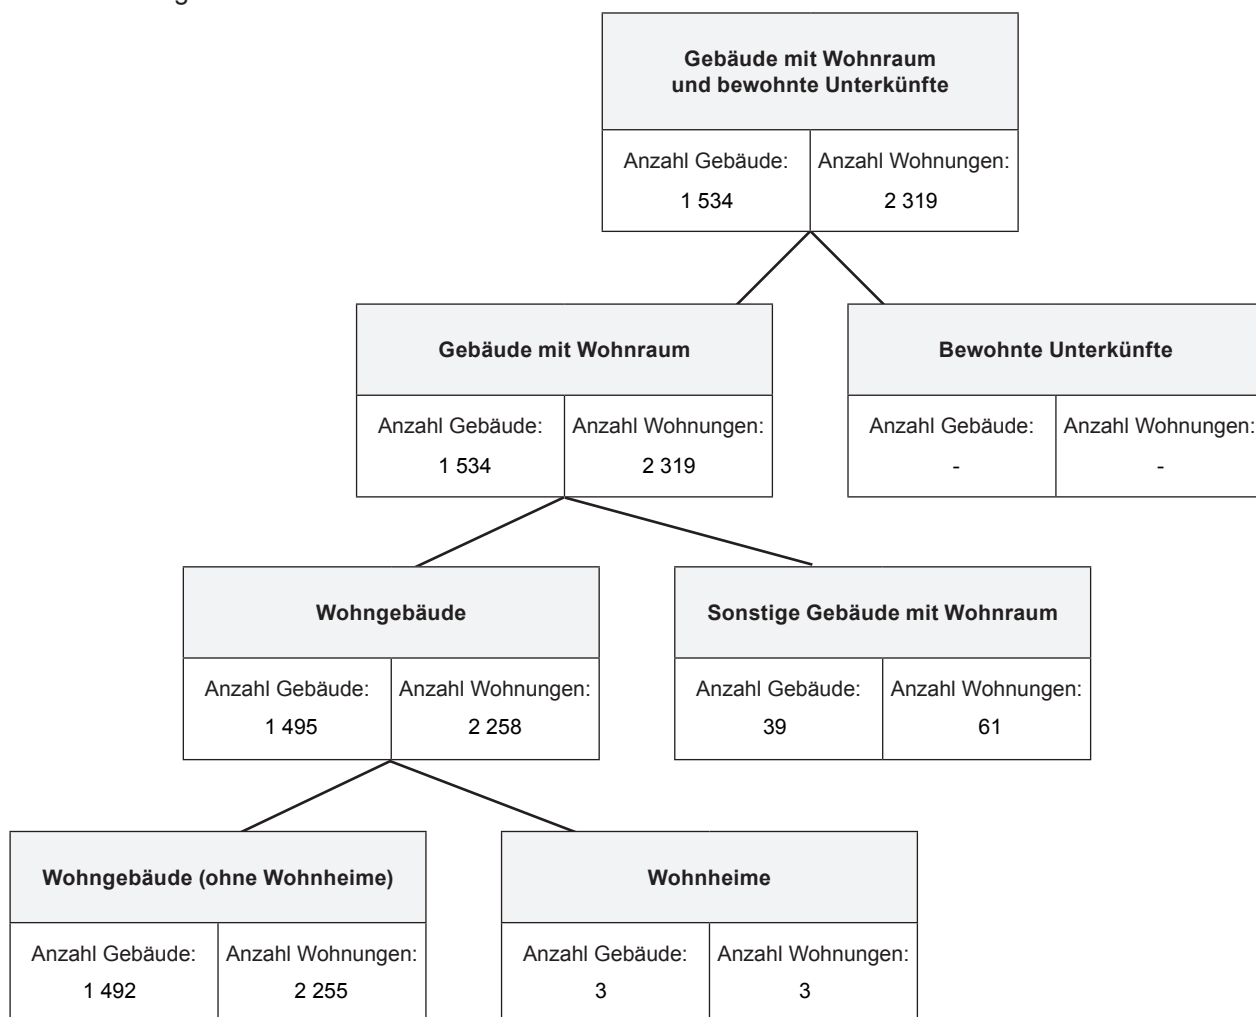 Gebäude mit Wohnraum
und bewohnte Unterkünfte
Anzahl Gebäude: Anzahl Wohnungen:
1 534 2 319
Gebäude mit Wohnraum
Anzahl Gebäude: Anzahl Wohnungen:
1 534 2 319
Bewohnte Unterkünfte
Anzahl Gebäude: Anzahl Wohnungen:
- -
Wohngebäude
Anzahl Gebäude: Anzahl Wohnungen:
1 495 2 258
Sonstige Gebäude mit Wohnraum
Anzahl Gebäude: Anzahl Wohnungen:
39 61
Wohngebäude (ohne Wohnheime)
Anzahl Gebäude: Anzahl Wohnungen:
1 492 2 255
Wohnheime
Anzahl Gebäude: Anzahl Wohnungen:
3 3